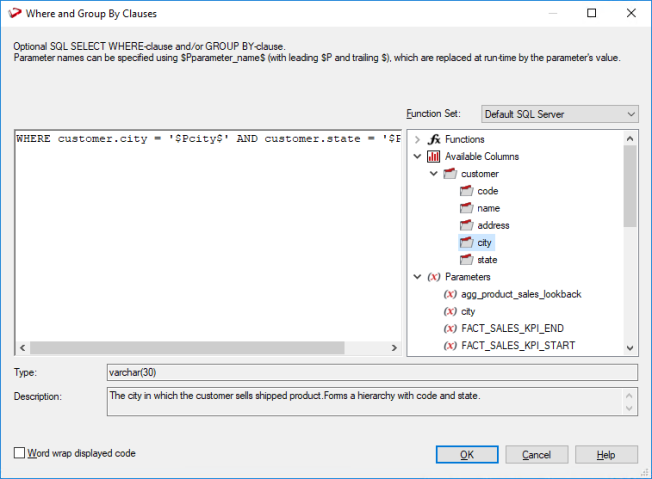 Where and Group By Clauses
Optional SQL SELECT WHERE-clause and/or GROUP BY-clause.
Parameter names can be specified using $Pparameter_name$ (with leading $P and trailing $), which are replaced at run-time by the parameter's value.
Function Set: Default SQL Server
WHERE customer.city = '$Pcity$' AND customer.state = '$P
fx Functions
Available Columns
customer
code
name
address
city
state
(x) Parameters
(x) agg_product_sales_lookback
(x) city
(x) FACT_SALES_KPI_END
(x) FACT_SALES_KPI_START
Type: varchar(30)
Description: The city in which the customer sells shipped product.Forms a hierarchy with code and state.
Word wrap displayed code
OK Cancel Help